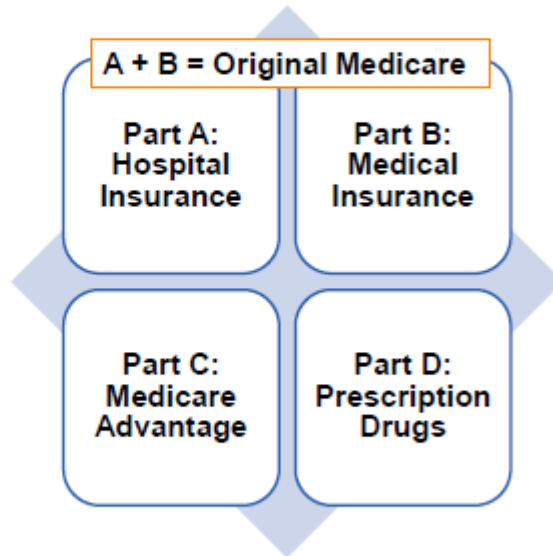 A + B = Original Medicare
Part A:
Hospital
Insurance
Part B:
Medical
Insurance
Part C:
Medicare
Advantage
Part D:
Prescription
Drugs